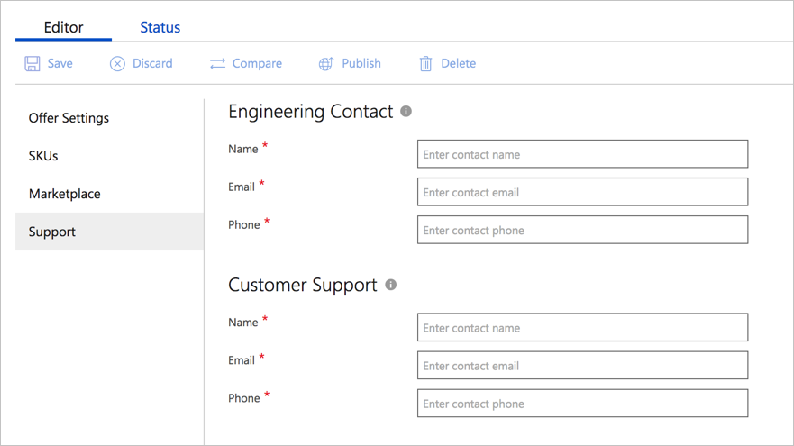 Editor Status
Save Discard Compare Publish Delete
Offer Settings
SKUs
Marketplace
Support
Engineering Contact
Name * Enter contact name
Email * Enter contact email
Phone * Enter contact phone
Customer Support
Name * Enter contact name
Email * Enter contact email
Phone * Enter contact phone